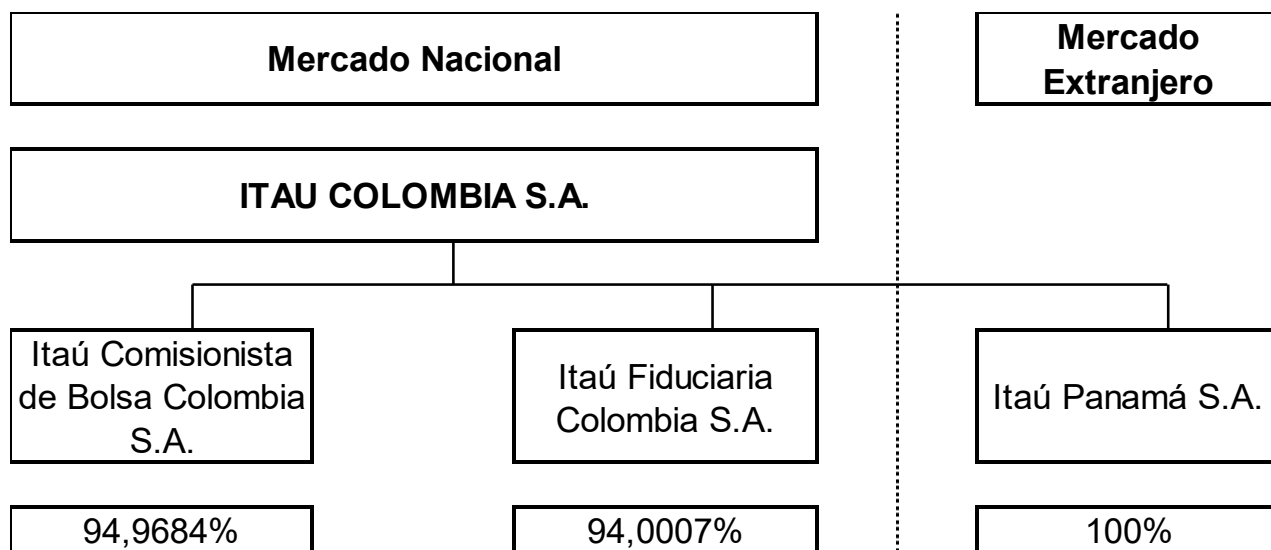 Mercado Nacional
Mercado
Extranjero
ITAU COLOMBIA S.A.
Itaú Comisionista
de Bolsa Colombia
S.A.
Itaú Fiduciaria
Colombia S.A.
Itaú Panamá S.A.
94,9684%
94,0007%
100%